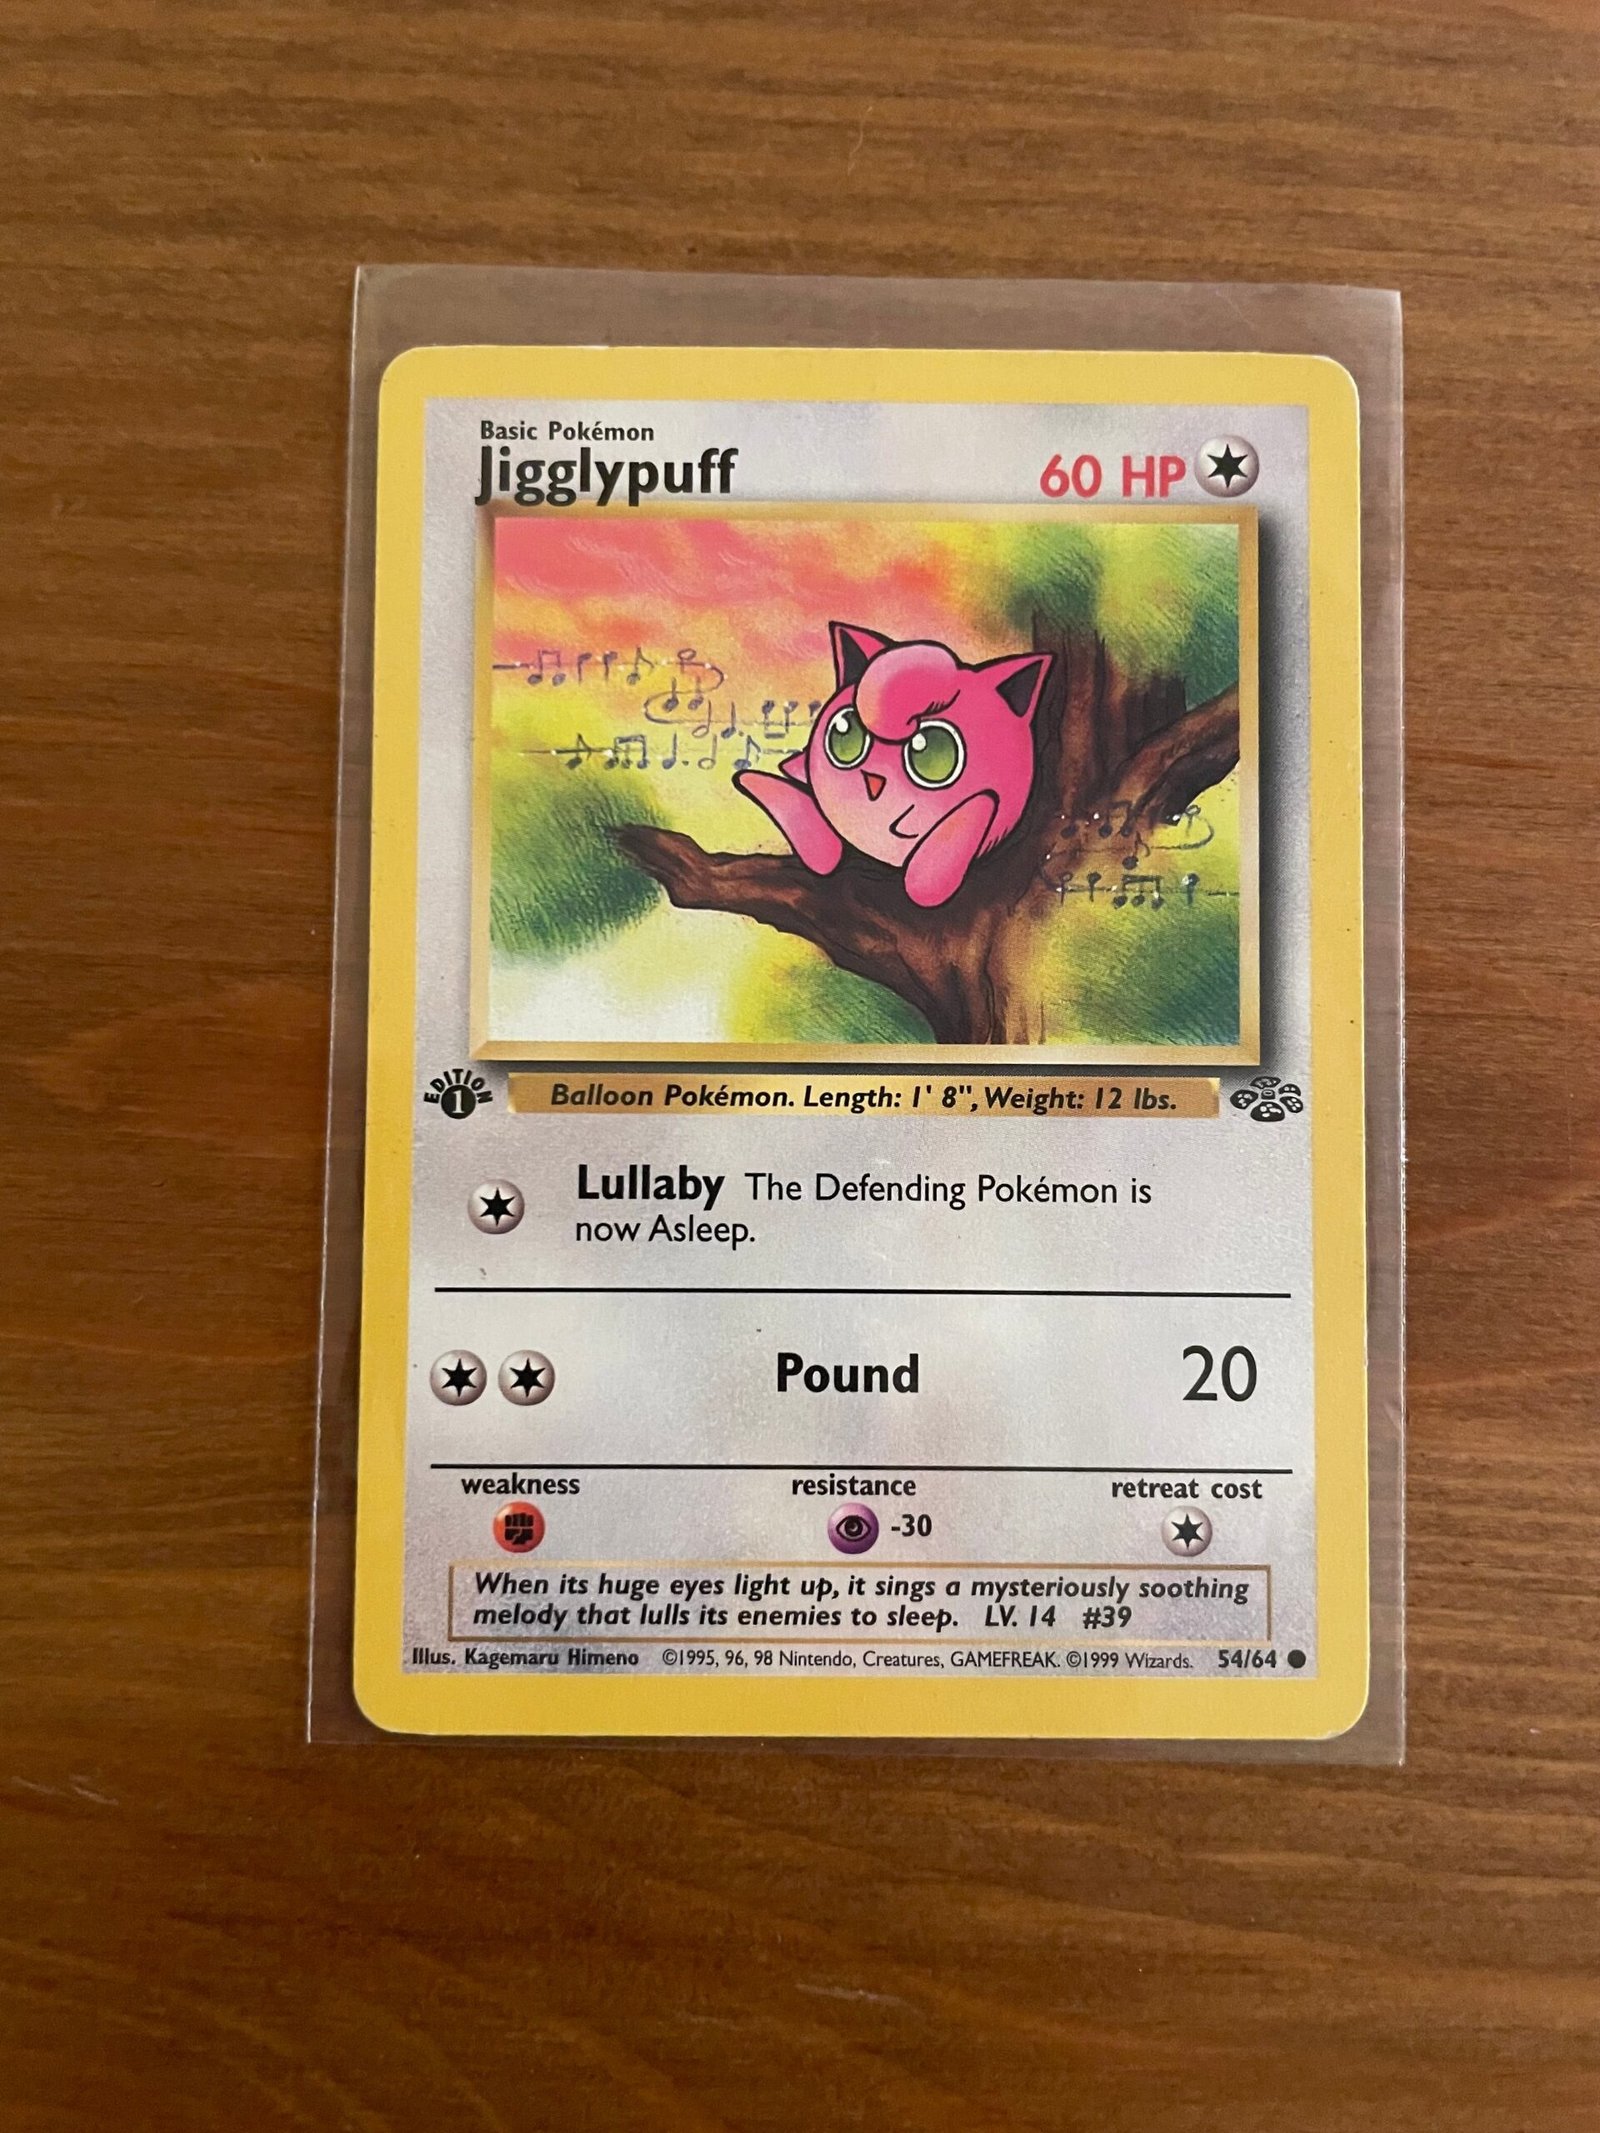 Basic Pokémon
Jigglypuff
60 HP
EDITION
1
Balloon Pokémon. Length: 1' 8", Weight: 12 lbs.
Lullaby The Defending Pokémon is
now Asleep.
Pound 20
weakness resistance retreat cost
-30
When its huge eyes light up, it sings a mysteriously soothing
melody that lulls its enemies to sleep. LV. 14 #39
Illus. Kagemaru Himeno ©1995, 96, 98 Nintendo, Creatures, GAMEFREAK. ©1999 Wizards. 54/64